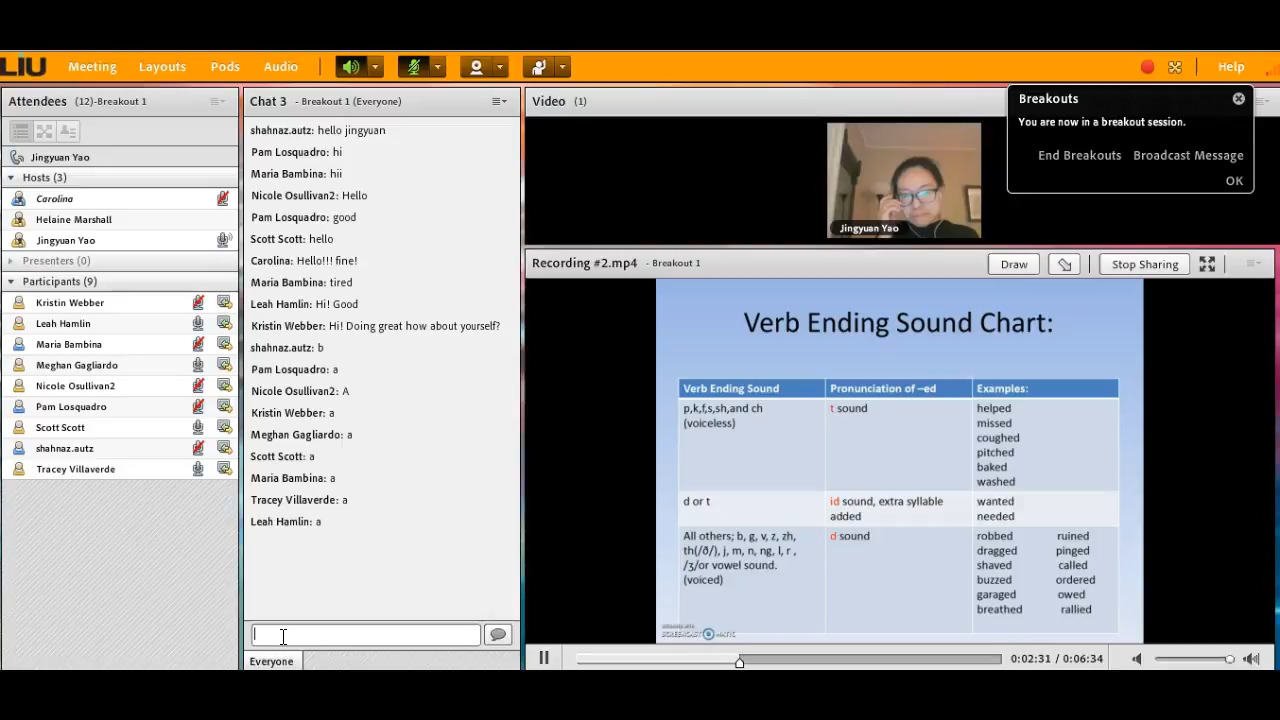 LIU Meeting Layouts Pods Audio Help
Attendees (12)-Breakout 1
Jingyuan Yao
Hosts (3)
Carolina
Helaine Marshall
Jingyuan Yao
Presenters (0)
Participants (9)
Kristin Webber
Leah Hamlin
Maria Bambina
Meghan Gagliardo
Nicole Osullivan2
Pam Losquadro
Scott Scott
shahnaz.autz
Tracey Villaverde
Chat 3 - Breakout 1 (Everyone)
shahnaz.autz: hello jingyuan
Pam Losquadro: hi
Maria Bambina: hii
Nicole Osullivan2: Hello
Pam Losquadro: good
Scott Scott: hello
Carolina: Hello!!! fine!
Maria Bambina: tired
Leah Hamlin: Hi! Good
Kristin Webber: Hi! Doing great how about yourself?
shahnaz.autz: b
Pam Losquadro: a
Nicole Osullivan2: A
Kristin Webber: a
Meghan Gagliardo: a
Scott Scott: a
Maria Bambina: a
Tracey Villaverde: a
Leah Hamlin: a
Everyone
Video (1)
Jingyuan Yao
Breakouts
You are now in a breakout session.
End Breakouts Broadcast Message
OK
Recording #2.mp4 - Breakout 1
Draw Stop Sharing
Verb Ending Sound Chart:
Verb Ending Sound Pronunciation of –ed Examples:
p,k,f,s,sh,and ch
(voiceless)
t sound
helped
missed
coughed
pitched
baked
washed
d or t
id sound, extra syllable
added
wanted
needed
All others; b, g, v, z, zh,
th(/ð/), j, m, n, ng, l, r ,
/ʒ/or vowel sound.
(voiced)
d sound
robbed ruined
dragged pinged
shaved called
buzzed ordered
garaged owed
breathed rallied
SCREENCAST MATIC
0:02:31 / 0:06:34